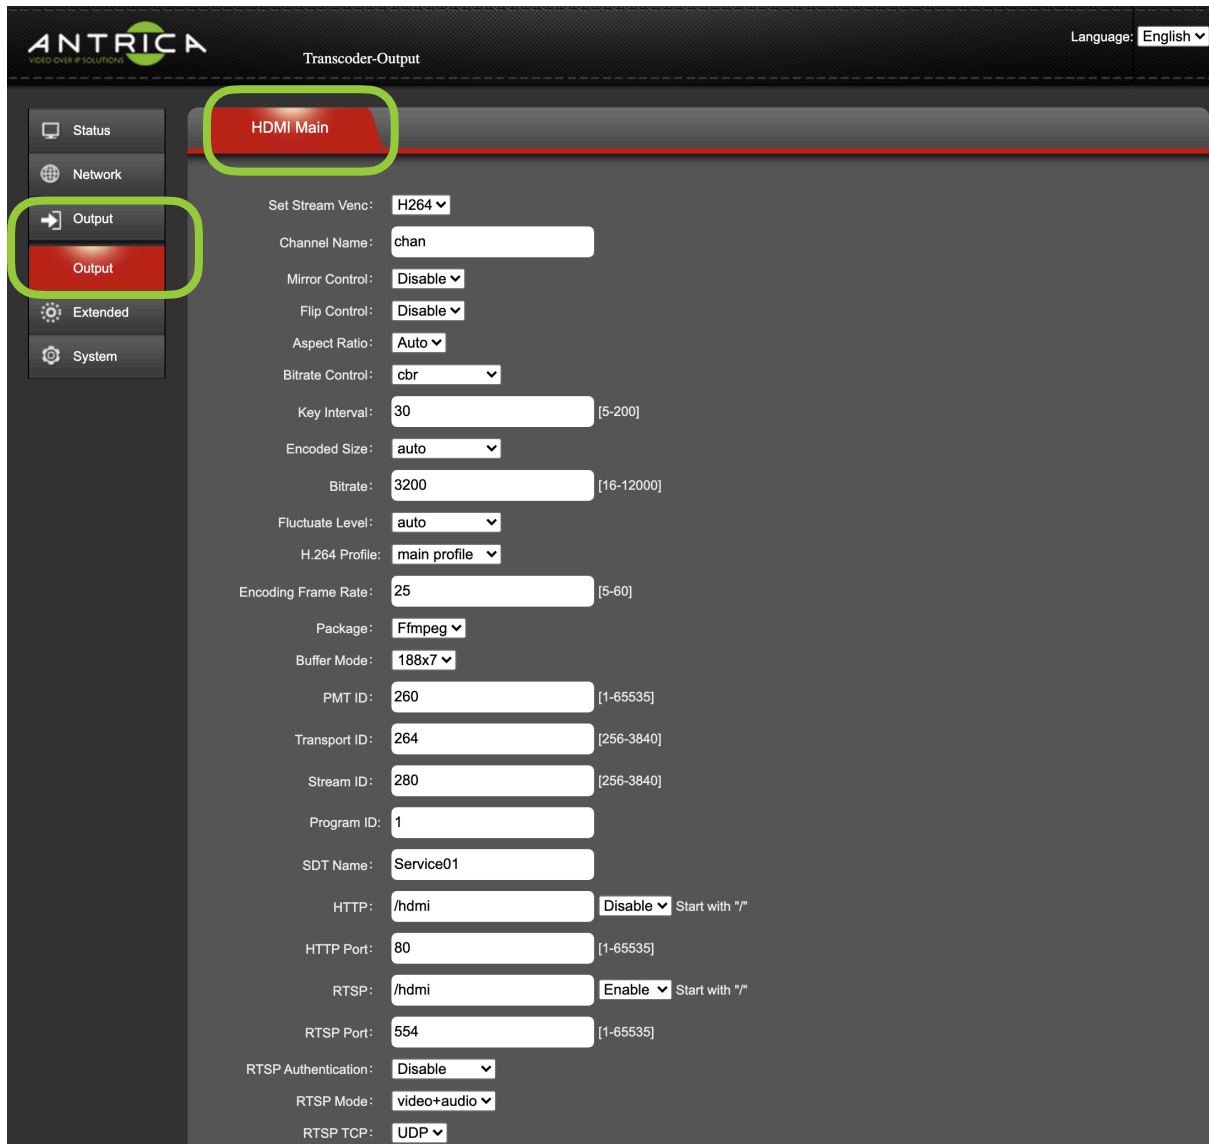 ANTRICA
VIDEO OVER IP SOLUTIONS
Transcoder-Output
Language: English
Status
Network
Output
Output
Extended
System
HDMI Main
Set Stream Venc: H264
Channel Name: chan
Mirror Control: Disable
Flip Control: Disable
Aspect Ratio: Auto
Bitrate Control: cbr
Key Interval: 30 [5-200]
Encoded Size: auto
Bitrate: 3200 [16-12000]
Fluctuate Level: auto
H.264 Profile: main profile
Encoding Frame Rate: 25 [5-60]
Package: Ffmpeg
Buffer Mode: 188x7
PMT ID: 260 [1-65535]
Transport ID: 264 [256-3840]
Stream ID: 280 [256-3840]
Program ID: 1
SDT Name: Service01
HTTP: /hdmi Disable Start with "/"
HTTP Port: 80 [1-65535]
RTSP: /hdmi Enable Start with "/"
RTSP Port: 554 [1-65535]
RTSP Authentication: Disable
RTSP Mode: video+audio
RTSP TCP: UDP